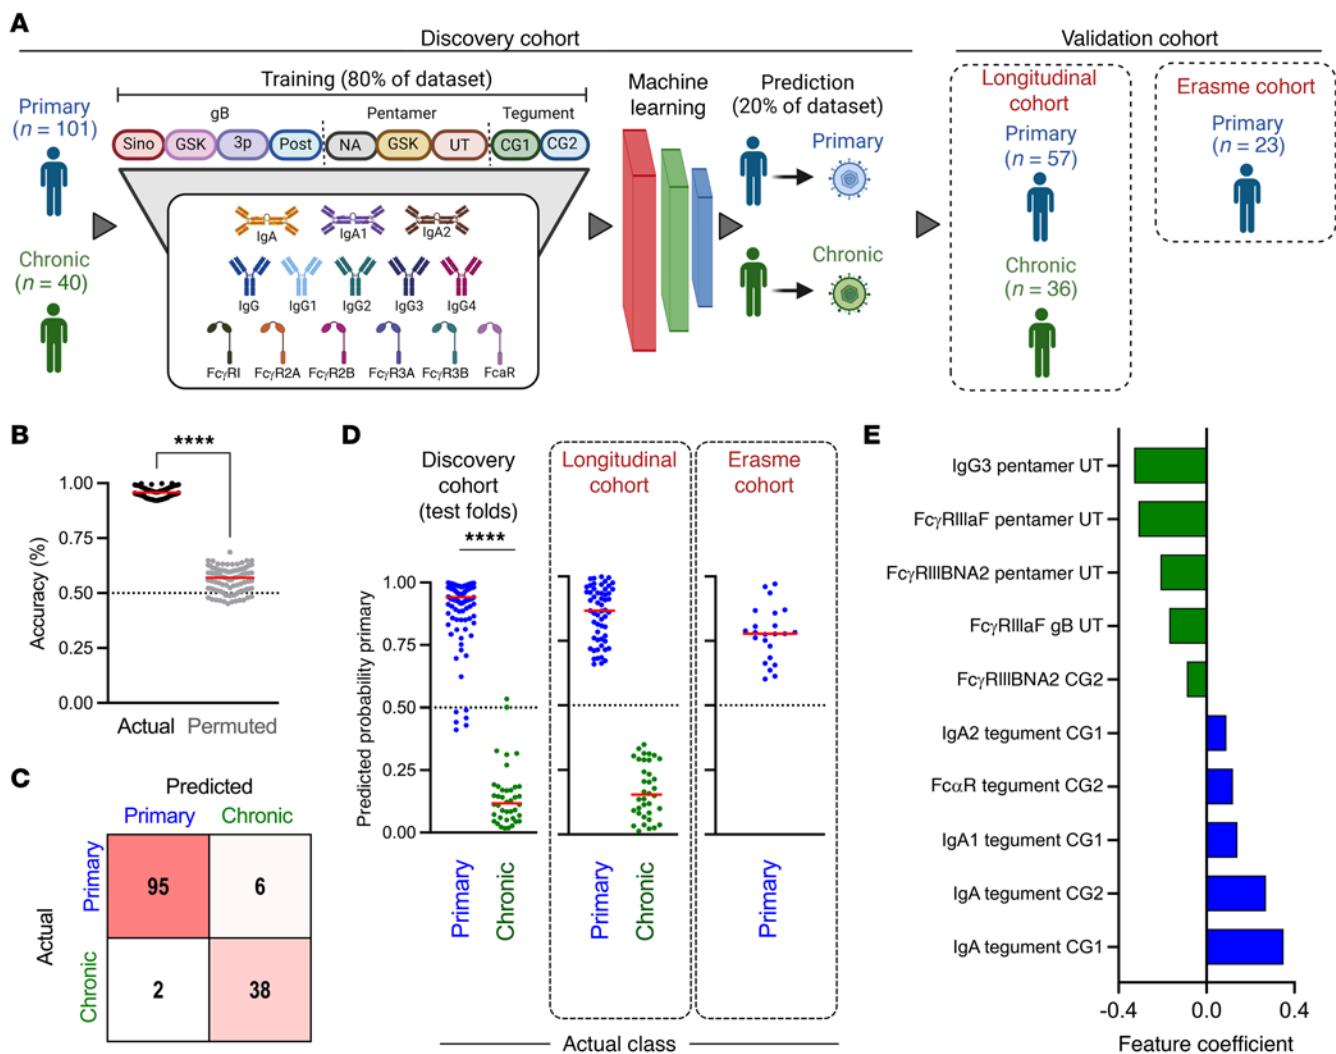 A
Discovery cohort
Validation cohort
Training (80% of dataset)
Machine
learning
Prediction
(20% of dataset)
Longitudinal
cohort
Erasme cohort
Primary
(n = 101)
gB
Pentamer
Tegument
Sino
GSK
3p
Post
NA
GSK
UT
CG1
CG2
Primary
Primary
(n = 57)
Primary
(n = 23)
IgA
IgA1
IgA2
Chronic
(n = 40)
Chronic
Chronic
(n = 36)
IgG
IgG1
IgG2
IgG3
IgG4
FcγRI
FcγR2A
FcγR2B
FcγR3A
FcγR3B
FcaR
B
****
Accuracy (%)
1.00
0.75
0.50
0.25
0.00
Actual
Permuted
C
Predicted
Primary
Chronic
Actual
Primary
95
6
Chronic
2
38
D
Discovery
cohort
(test folds)
****
Longitudinal
cohort
Erasme
cohort
Predicted probability primary
1.00
0.75
0.50
0.25
0.00
Primary
Chronic
Primary
Chronic
Primary
Actual class
E
IgG3 pentamer UT
FcγRIIIaF pentamer UT
FcγRIIIBNA2 pentamer UT
FcγRIIIaF gB UT
FcγRIIIBNA2 CG2
IgA2 tegument CG1
FcαR tegument CG2
IgA1 tegument CG1
IgA tegument CG2
IgA tegument CG1
-0.4
0.0
0.4
Feature coefficient